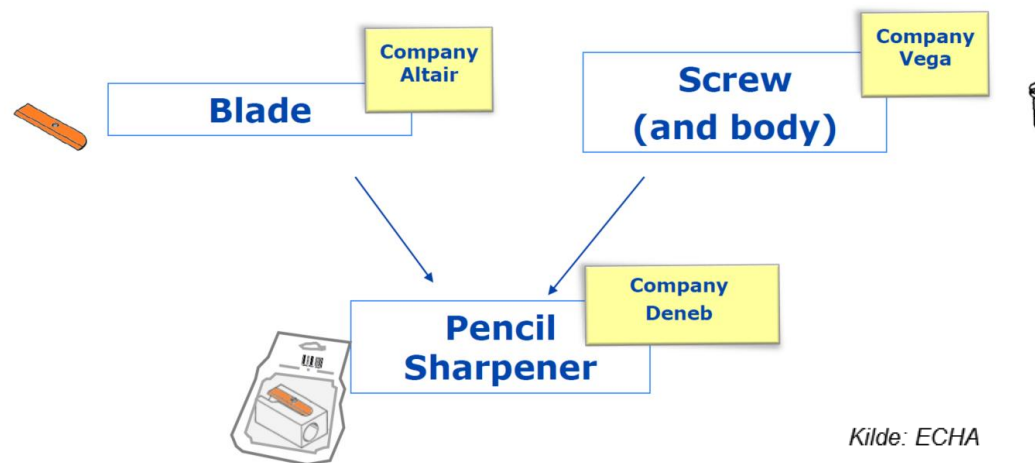 Company
Altair
Blade
Company
Vega
Screw
(and body)
Company
Deneb
Pencil
Sharpener
Kilde: ECHA